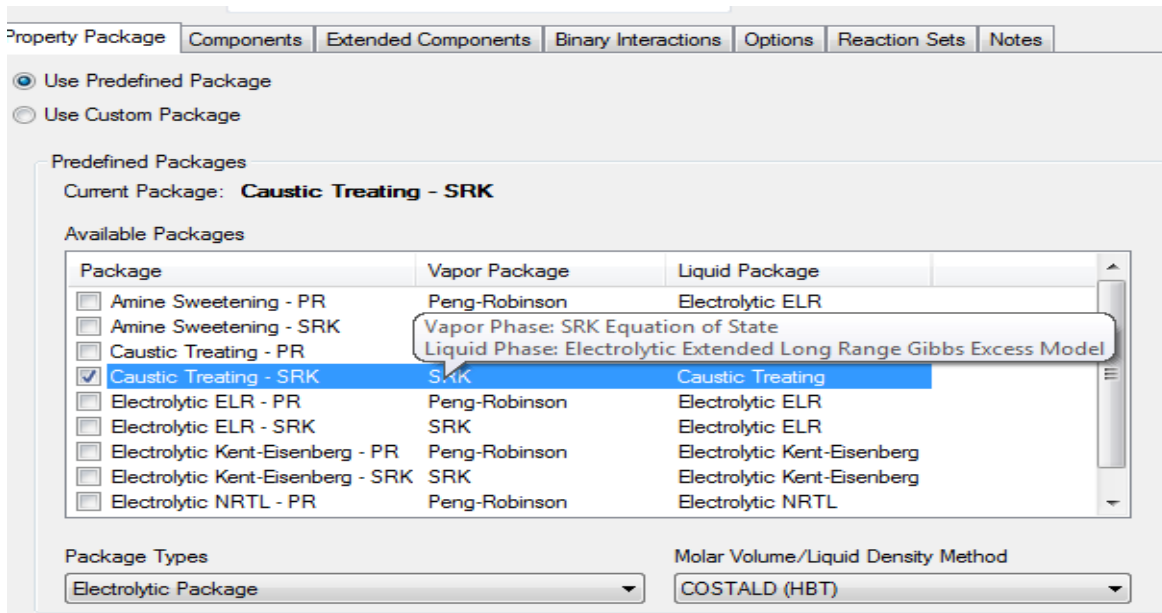 Property Package Components Extended Components Binary Interactions Options Reaction Sets Notes
Use Predefined Package
Use Custom Package
Predefined Packages
Current Package: Caustic Treating - SRK
Available Packages
Package Vapor Package Liquid Package
Amine Sweetening - PR Peng-Robinson Electrolytic ELR
Amine Sweetening - SRK
Vapor Phase: SRK Equation of State
Caustic Treating - PR
Liquid Phase: Electrolytic Extended Long Range Gibbs Excess Model
Caustic Treating - SRK SRK Caustic Treating
Electrolytic ELR - PR Peng-Robinson Electrolytic ELR
Electrolytic ELR - SRK SRK Electrolytic ELR
Electrolytic Kent-Eisenberg - PR Peng-Robinson Electrolytic Kent-Eisenberg
Electrolytic Kent-Eisenberg - SRK SRK Electrolytic Kent-Eisenberg
Electrolytic NRTL - PR Peng-Robinson Electrolytic NRTL
Package Types Molar Volume/Liquid Density Method
Electrolytic Package COSTALD (HBT)